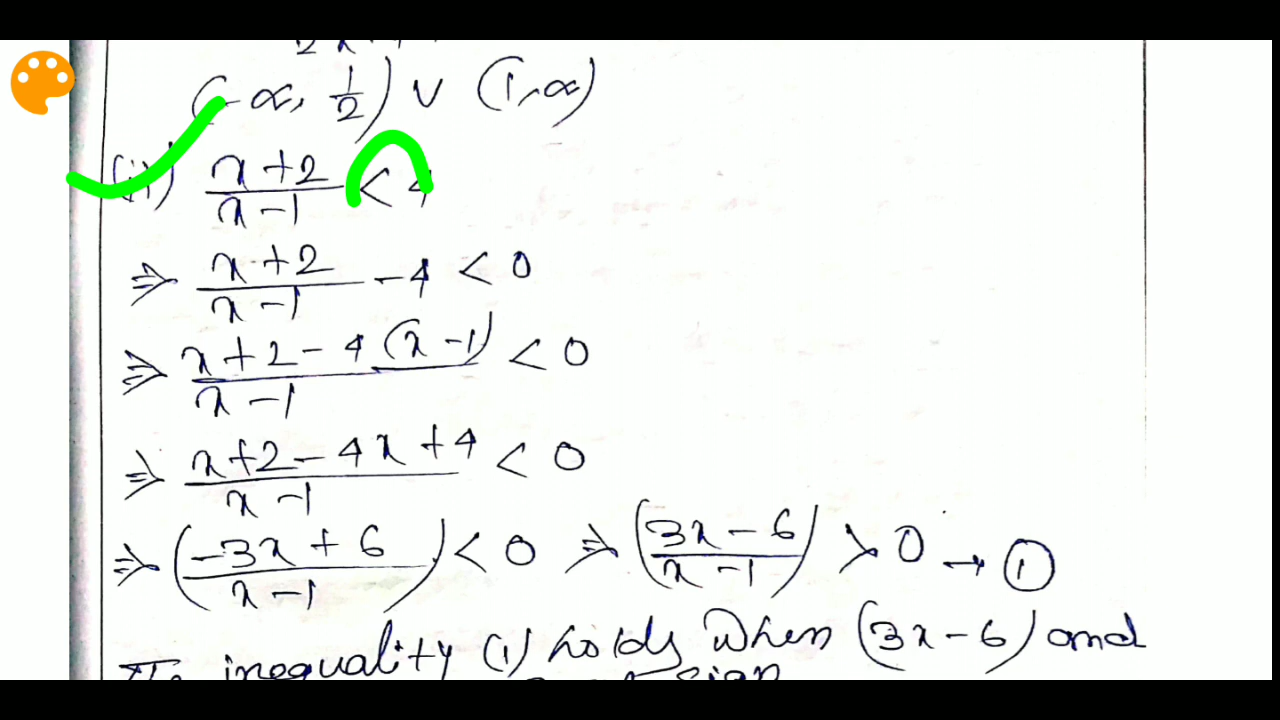 (-∝, 1/2) ∪ (1, ∝)
(ii) x+2/x-1 < 4
⇒ x+2/x-1 - 4 < 0
⇒ x+2-4(x-1)/x-1 < 0
⇒ x+2-4x+4/x-1 < 0
⇒ (-3x+6/x-1) < 0 ⇒ (3x-6/x-1) > 0 → ①
The inequality (1) holds when (3x-6) and